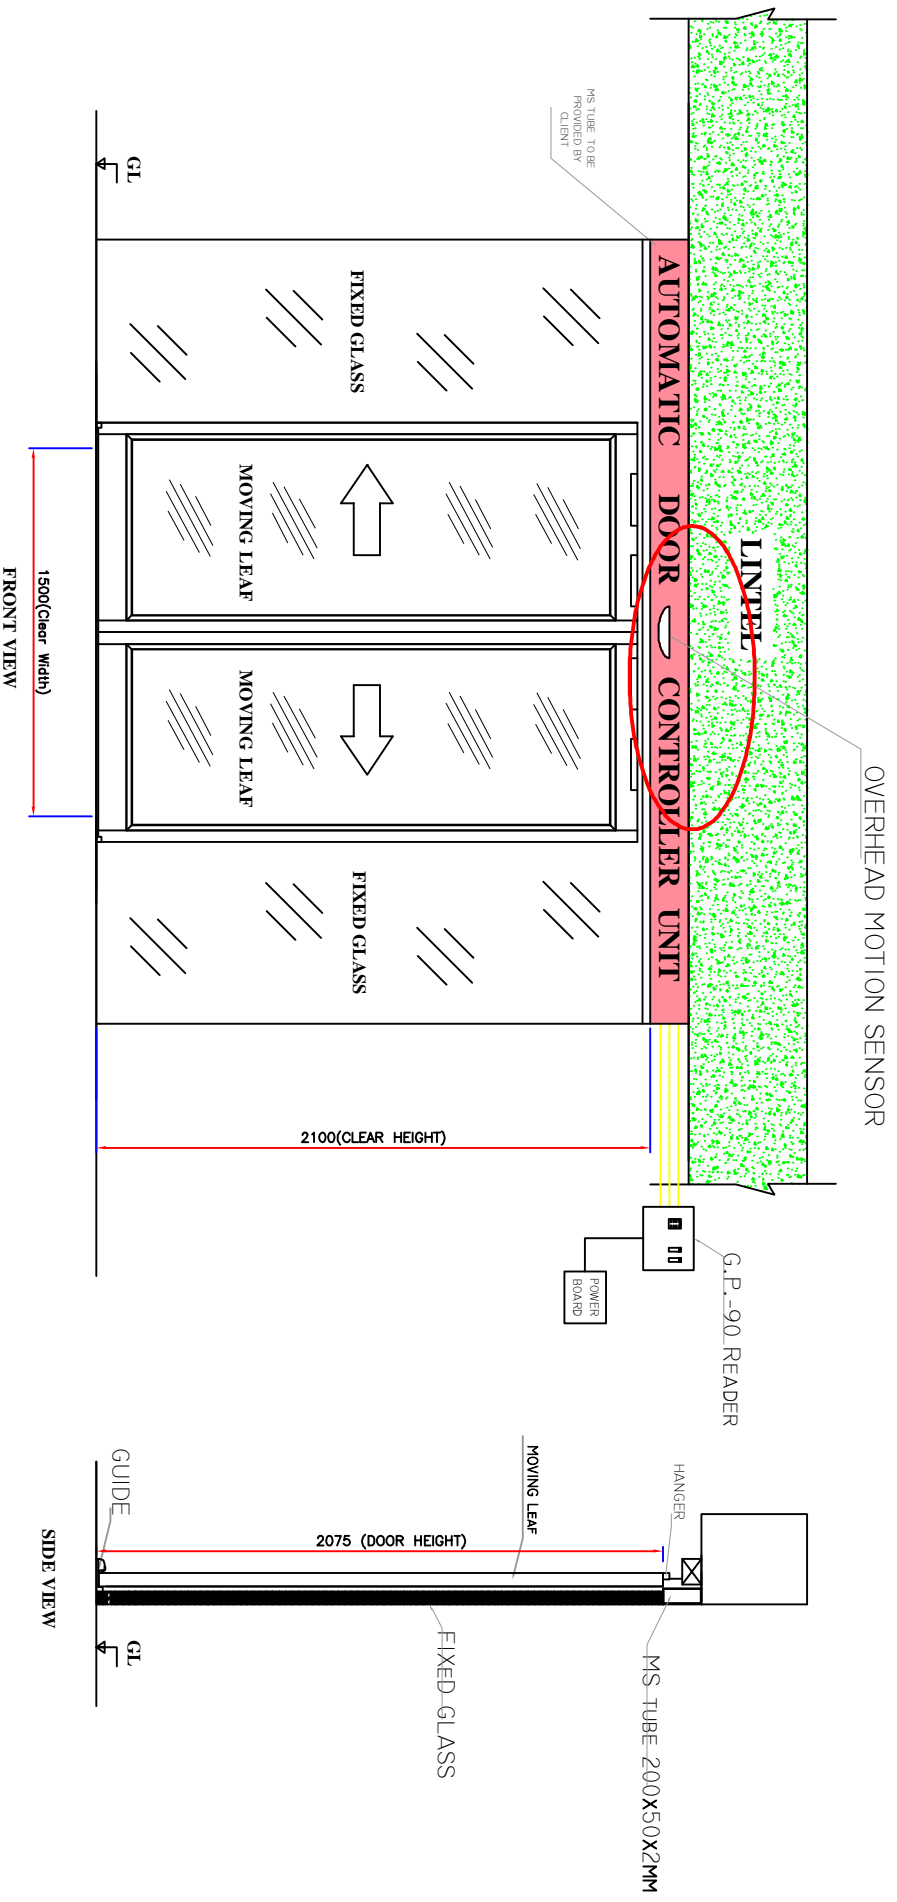 OVERHEAD MOTION SENSOR
LINTEL
AUTOMATIC DOOR CONTROLLER UNIT
MS TUBE TO BE
PROVIDED BY
CLIENT
G.P.-90 READER
POWER
BOARD
FIXED GLASS
MOVING LEAF
MOVING LEAF
FIXED GLASS
2100(CLEAR HEIGHT)
GL
1500(Clear Width)
FRONT VIEW
HANGER
MS TUBE 200X50X2MM
MOVING LEAF
2075 (DOOR HEIGHT)
FIXED GLASS
GUIDE
GL
SIDE VIEW